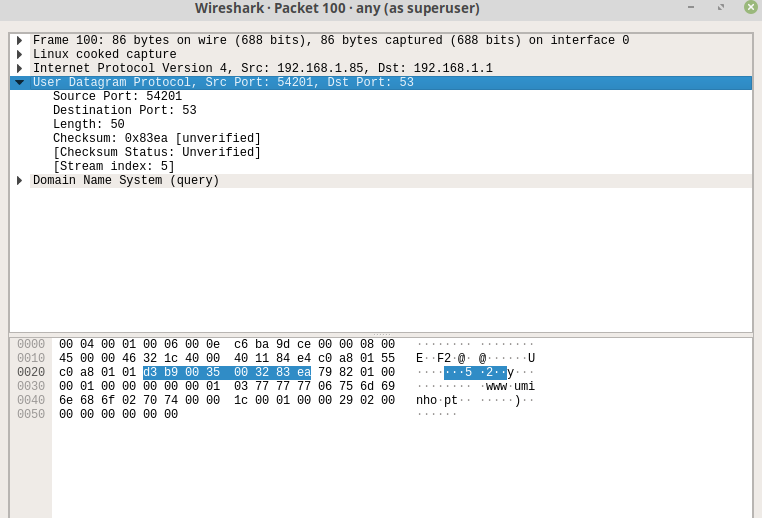 Wireshark · Packet 100 · any (as superuser)
Frame 100: 86 bytes on wire (688 bits), 86 bytes captured (688 bits) on interface 0
Linux cooked capture
Internet Protocol Version 4, Src: 192.168.1.85, Dst: 192.168.1.1
User Datagram Protocol, Src Port: 54201, Dst Port: 53
Source Port: 54201
Destination Port: 53
Length: 50
Checksum: 0x83ea [unverified]
[Checksum Status: Unverified]
[Stream index: 5]
Domain Name System (query)
0000 00 04 00 01 00 06 00 0e c6 ba 9d ce 00 00 08 00 ········ ········
0010 45 00 00 46 32 1c 40 00 40 11 84 e4 c0 a8 01 55 E··F2·@· @······U
0020 c0 a8 01 01 d3 b9 00 35 00 32 83 ea 79 82 01 00 ·······5 ·2··y···
0030 00 01 00 00 00 00 00 01 03 77 77 77 06 75 6d 69 ········ ·www·umi
0040 6e 68 6f 02 70 74 00 00 1c 00 01 00 00 29 02 00 nho·pt·· ·····)··
0050 00 00 00 00 00 00 ······